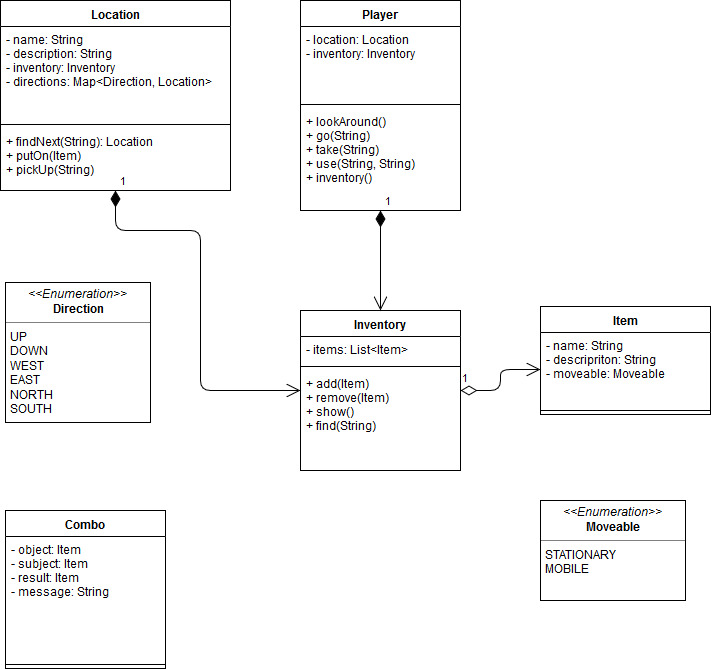 Location
- name: String
- description: String
- inventory: Inventory
- directions: Map<Direction, Location>
+ findNext(String): Location
+ putOn(Item)
+ pickUp(String)
1
Player
- location: Location
- inventory: Inventory
+ lookAround()
+ go(String)
+ take(String)
+ use(String, String)
+ inventory()
1
<<Enumeration>>
Direction
UP
DOWN
WEST
EAST
NORTH
SOUTH
Inventory
- items: List<Item>
+ add(Item)
+ remove(Item)
+ show()
+ find(String)
1
Item
- name: String
- descripriton: String
- moveable: Moveable
Combo
- object: Item
- subject: Item
- result: Item
- message: String
<<Enumeration>>
Moveable
STATIONARY
MOBILE